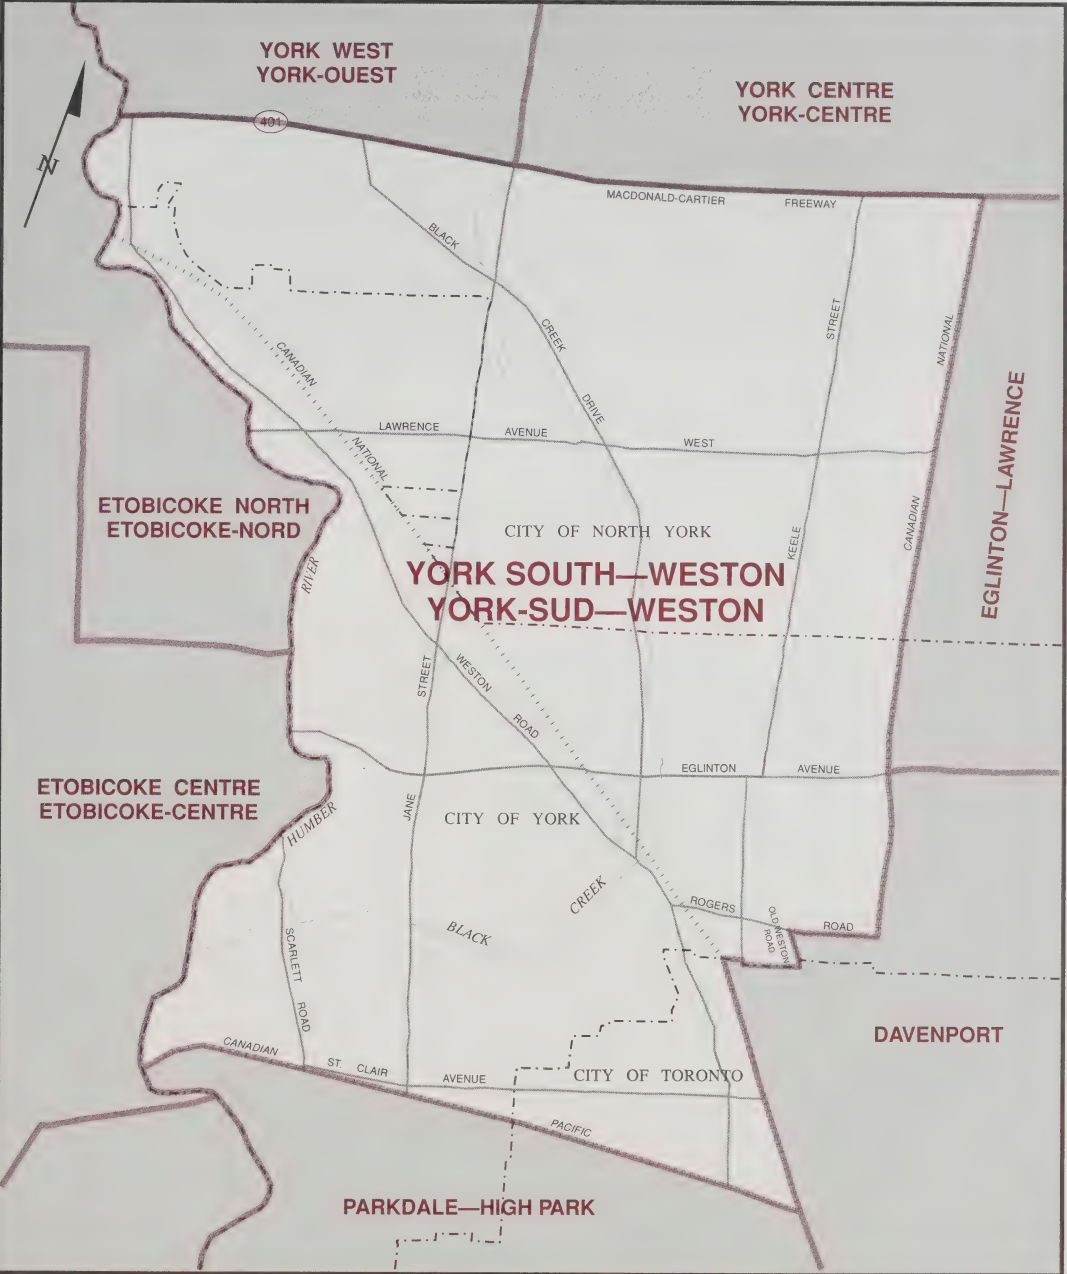 YORK WEST
YORK-OUEST
YORK CENTRE
YORK-CENTRE
401
N
MACDONALD-CARTIER FREEWAY
BLACK
CREEK
DRIVE
STREET
NATIONAL
CANADIAN
NATIONAL
LAWRENCE AVENUE WEST
EGLINTON—LAWRENCE
ETOBICOKE NORTH
ETOBICOKE-NORD
CITY OF NORTH YORK
KEELE
CANADIAN
RIVER
YORK SOUTH—WESTON
YORK-SUD—WESTON
STREET
WESTON
ROAD
EGLINTON AVENUE
ETOBICOKE CENTRE
ETOBICOKE-CENTRE
HUMBER
JANE
CITY OF YORK
CREEK
BLACK
ROGERS
ROAD
OLD WESTON
ROAD
SCARLETT
ROAD
DAVENPORT
CANADIAN
ST. CLAIR
AVENUE
CITY OF TORONTO
PACIFIC
PARKDALE—HIGH PARK